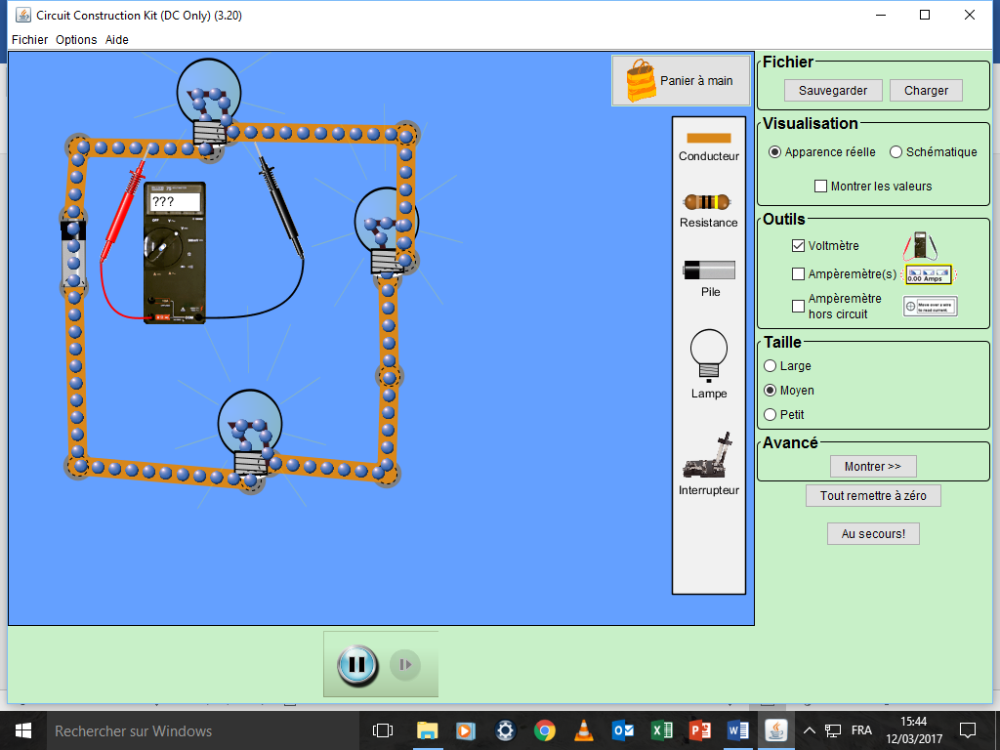 Circuit Construction Kit (DC Only) (3.20)
Fichier Options Aide
Panier à main
Conducteur
Resistance
Pile
Lampe
Interrupteur
???
OFF
COM
Fichier
Sauvegarder Charger
Visualisation
Apparence réelle Schématique
Montrer les valeurs
Outils
Voltmètre
Ampèremètre(s)
0.00 Amps
Ampèremètre
hors circuit
Move over a wire
to read current.
Taille
Large
Moyen
Petit
Avancé
Montrer >>
Tout remettre à zéro
Au secours!
Rechercher sur Windows
FRA
15:44
12/03/2017